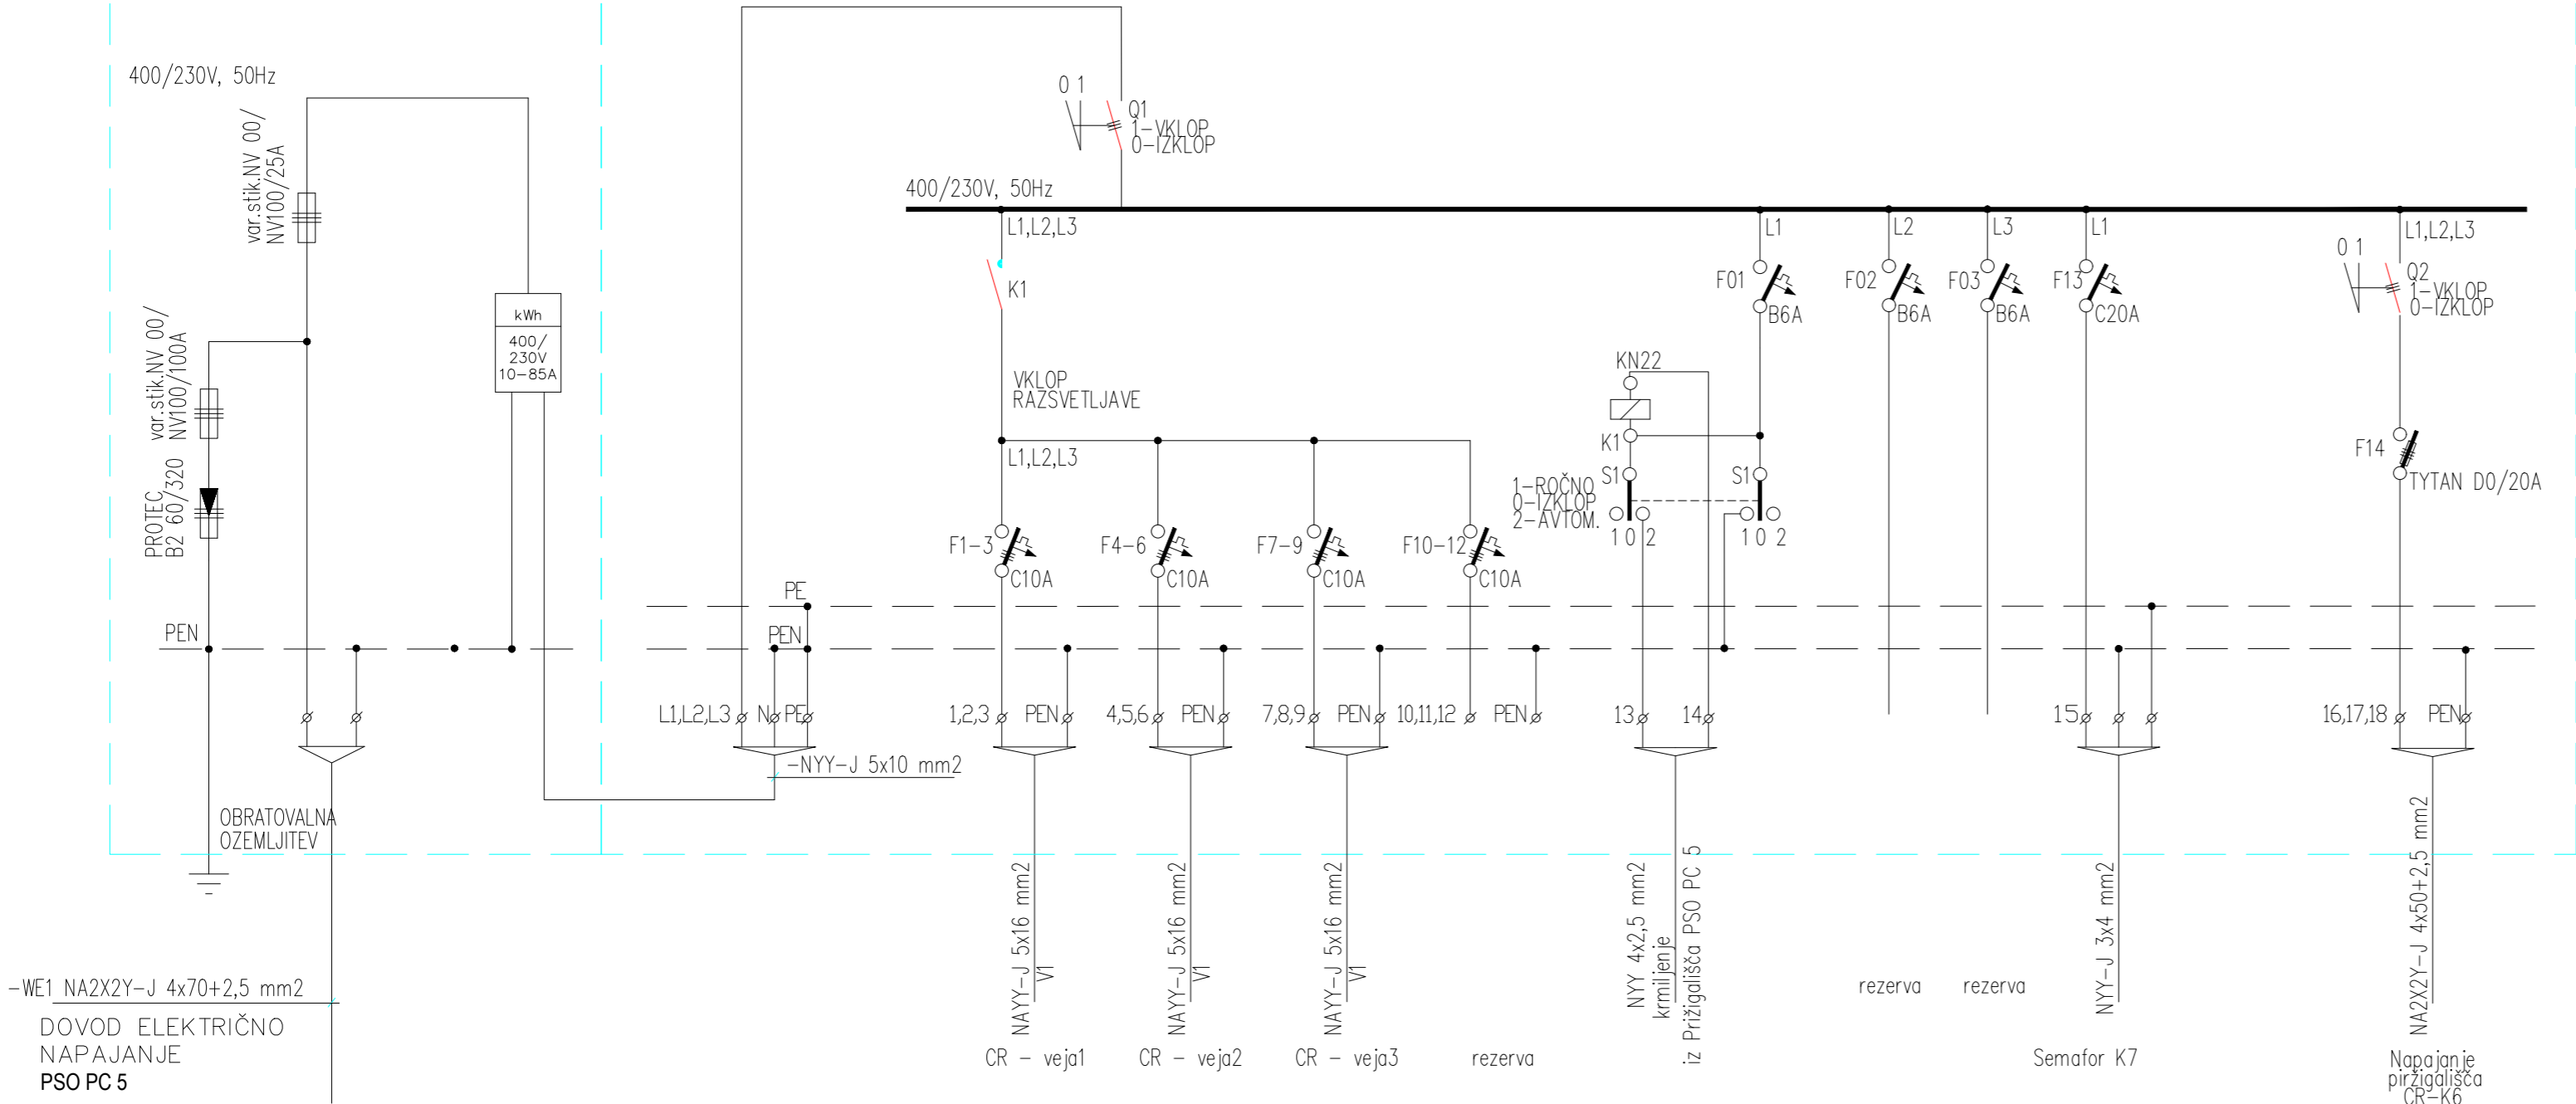 400/230V, 50Hz
var.stik.NV 00/
NV100/25A
var.stik.NV 00/
NV100/100A
PROTEC
B2 60/320
kWh
400/
230V
10-85A
PEN
OBRATOVALNA
OZEMLJITEV
-WE1 NA2X2Y-J 4x70+2,5 mm2
DOVOD ELEKTRIČNO
NAPAJANJE
PSO PC 5
0 1
Q1
1-VKLOP
0-IZKLOP
400/230V, 50Hz
L1,L2,L3
K1
VKLOP
RAZSVETLJAVE
L1,L2,L3
F1-3
C10A
F4-6
C10A
F7-9
C10A
F10-12
C10A
L1
F01
B6A
L2
F02
B6A
L3
F03
B6A
L1
F13
C20A
L1,L2,L3
0 1
Q2
1-VKLOP
0-IZKLOP
F14
TYTAN D0/20A
KN22
K1
S1
S1
1-ROČNO
0-IZKLOP
2-AVTOM.
1 0 2
1 0 2
PE
PEN
L1,L2,L3
N
PE
1,2,3
PEN
4,5,6
PEN
7,8,9
PEN
10,11,12
PEN
13
14
15
16,17,18
PEN
-NYY-J 5x10 mm2
NAYY-J 5x16 mm2
V1
NAYY-J 5x16 mm2
V1
NAYY-J 5x16 mm2
V1
NYY 4x2,5 mm2
krmiljenje
iz Prižigališča PSO PC 5
NYY-J 3x4 mm2
NA2X2Y-J 4x50+2,5 mm2
CR - veja1
CR - veja2
CR - veja3
rezerva
rezerva
rezerva
Semafor K7
Napajanje
piržigališča
CR-K6